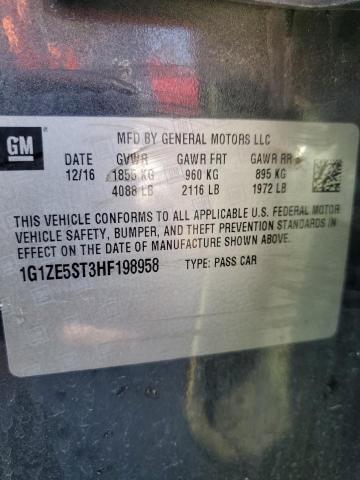 GM
MFD BY GENERAL MOTORS LLC
DATE GVWR GAWR FRT GAWR RR
12/16 1855 KG 960 KG 895 KG
4088 LB 2116 LB 1972 LB
THIS VEHICLE CONFORMS TO ALL APPLICABLE U.S. FEDERAL MOTOR
VEHICLE SAFETY, BUMPER, AND THEFT PREVENTION STANDARDS IN
EFFECT ON THE DATE OF MANUFACTURE SHOWN ABOVE.
1G1ZE5ST3HF198958 TYPE: PASS CAR